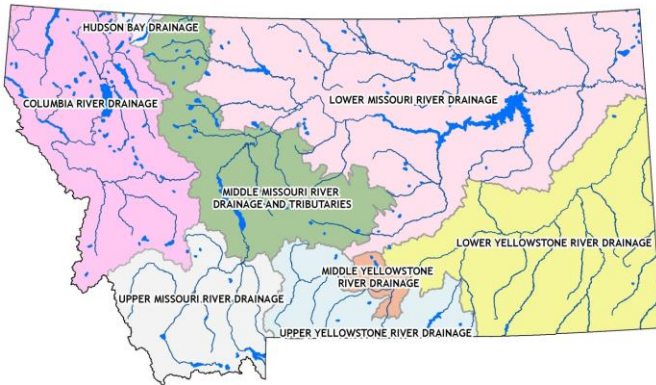 HUDSON BAY DRAINAGE
COLUMBIA RIVER DRAINAGE
LOWER MISSOURI RIVER DRAINAGE
MIDDLE MISSOURI RIVER
DRAINAGE AND TRIBUTARIES
LOWER YELLOWSTONE RIVER DRAINAGE
MIDDLE YELLOWSTONE
RIVER DRAINAGE
UPPER MISSOURI RIVER DRAINAGE
UPPER YELLOWSTONE RIVER DRAINAGE